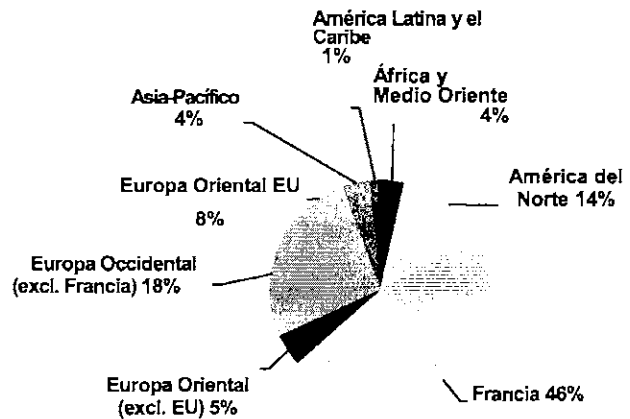 América Latina y el
Caribe
1%
África y
Medio Oriente
4%
Asia-Pacífico
4%
América del
Norte 14%
Europa Oriental EU
8%
Europa Occidental
(excl. Francia) 18%
Europa Oriental
(excl. EU) 5%
Francia 46%